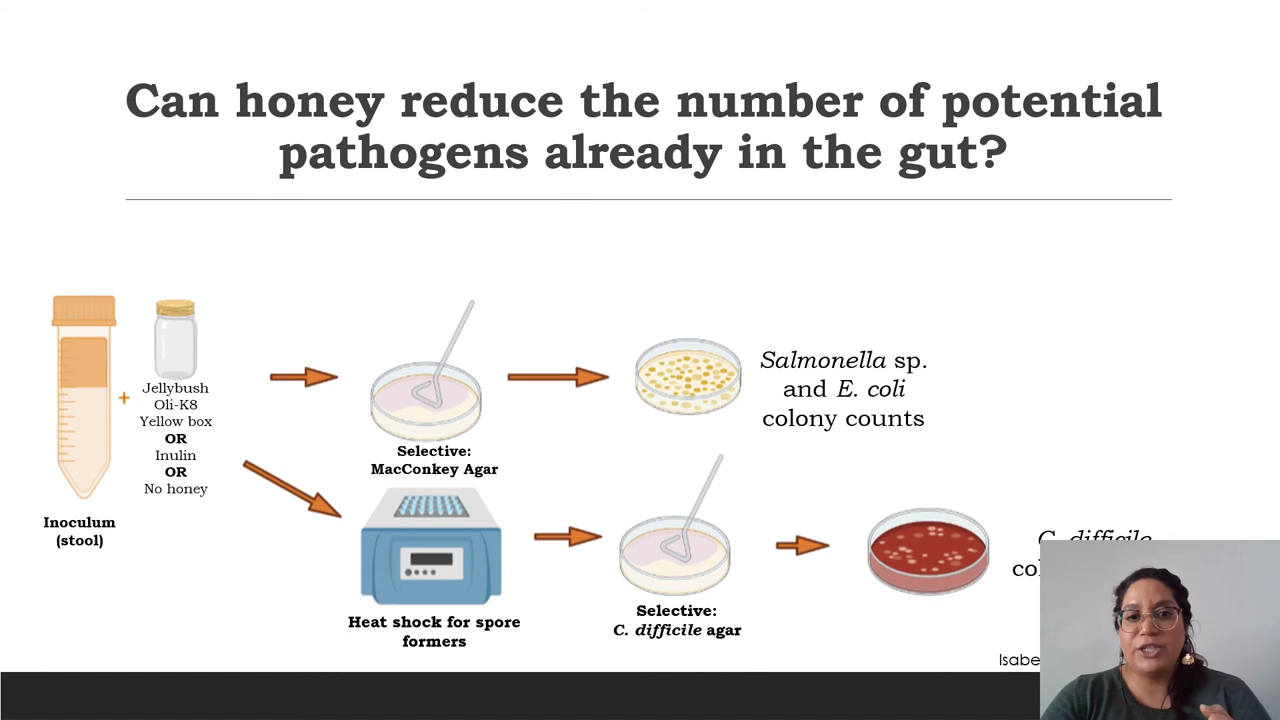 Can honey reduce the number of potential
pathogens already in the gut?
+
Jellybush
Oli-K8
Yellow box
OR
Inulin
OR
No honey
Inoculum
(stool)
Selective:
MacConkey Agar
Salmonella sp.
and E. coli
colony counts
Heat shock for spore
formers
Selective:
C. difficile agar
C. difficile